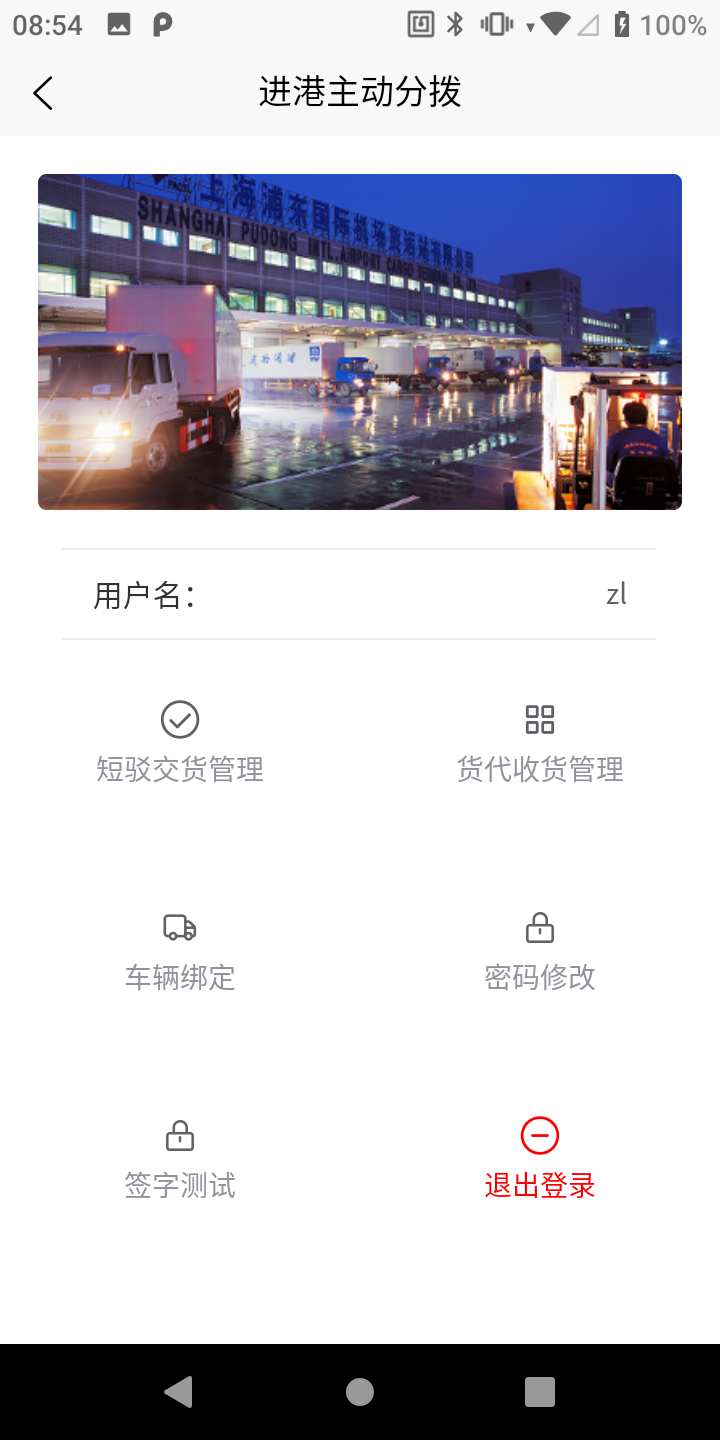 08:54
100%
进港主动分拨
上海浦东国际机场货运站有限公司
SHANGHAI PUDONG INT'L. AIRPORT CARGO TERMINAL CO. LTD.
用户名：
zl
短驳交货管理
货代收货管理
车辆绑定
密码修改
签字测试
退出登录